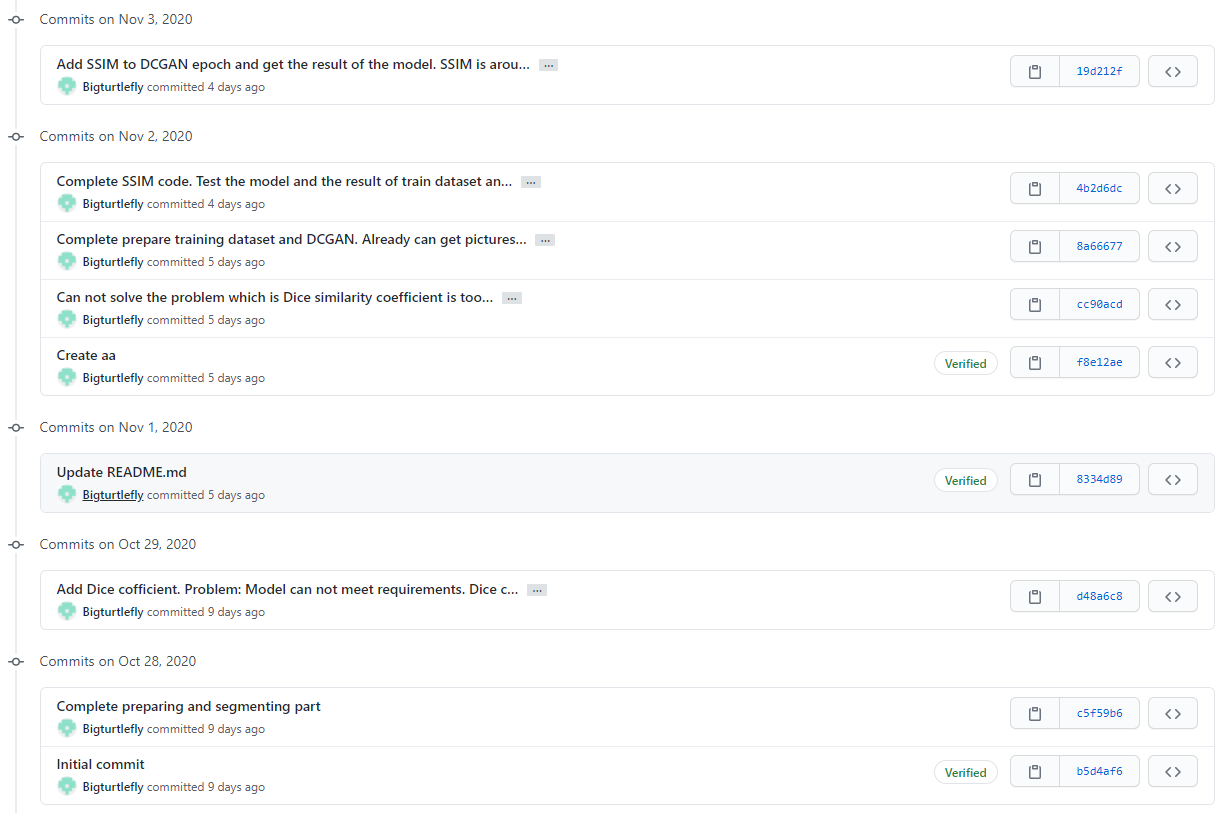 Commits on Nov 3, 2020
Add SSIM to DCGAN epoch and get the result of the model. SSIM is arou... …
19d212f
Bigturtlefly committed 4 days ago
Commits on Nov 2, 2020
Complete SSIM code. Test the model and the result of train dataset an... …
4b2d6dc
Bigturtlefly committed 4 days ago
Complete prepare training dataset and DCGAN. Already can get pictures... …
8a66677
Bigturtlefly committed 5 days ago
Can not solve the problem which is Dice similarity coefficient is too... …
cc90acd
Bigturtlefly committed 5 days ago
Create aa
Verified
f8e12ae
Bigturtlefly committed 5 days ago
Commits on Nov 1, 2020
Update README.md
Verified
8334d89
Bigturtlefly committed 5 days ago
Commits on Oct 29, 2020
Add Dice cofficient. Problem: Model can not meet requirements. Dice c... …
d48a6c8
Bigturtlefly committed 9 days ago
Commits on Oct 28, 2020
Complete preparing and segmenting part
c5f59b6
Bigturtlefly committed 9 days ago
Initial commit
Verified
b5d4af6
Bigturtlefly committed 9 days ago